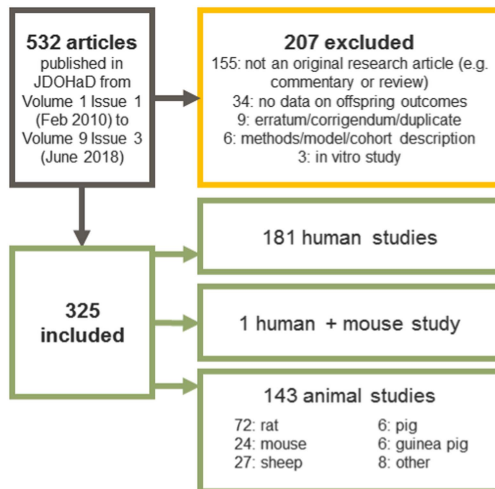 532 articles
published in
JDOHaD from
Volume 1 Issue 1
(Feb 2010) to
Volume 9 Issue 3
(June 2018)
207 excluded
155: not an original research article (e.g.
commentary or review)
34: no data on offspring outcomes
9: erratum/corrigendum/duplicate
6: methods/model/cohort description
3: in vitro study
325
included
181 human studies
1 human + mouse study
143 animal studies
72: rat
24: mouse
27: sheep
6: pig
6: guinea pig
8: other